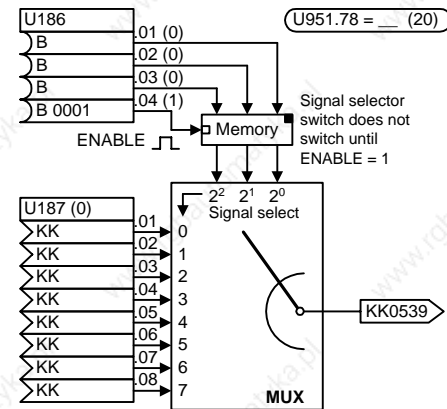 U186
U951.78 = __ (20)
B .01 (0)
B .02 (0)
B .03 (0)
B 0001 .04 (1)
ENABLE
Memory
Signal selector
switch does not
switch until
ENABLE = 1
2² 2¹ 2⁰
Signal select
U187 (0)
KK .01 0
KK .02 1
KK .03 2
KK .04 3
KK .05 4
KK .06 5
KK .07 6
KK .08 7
KK0539
MUX